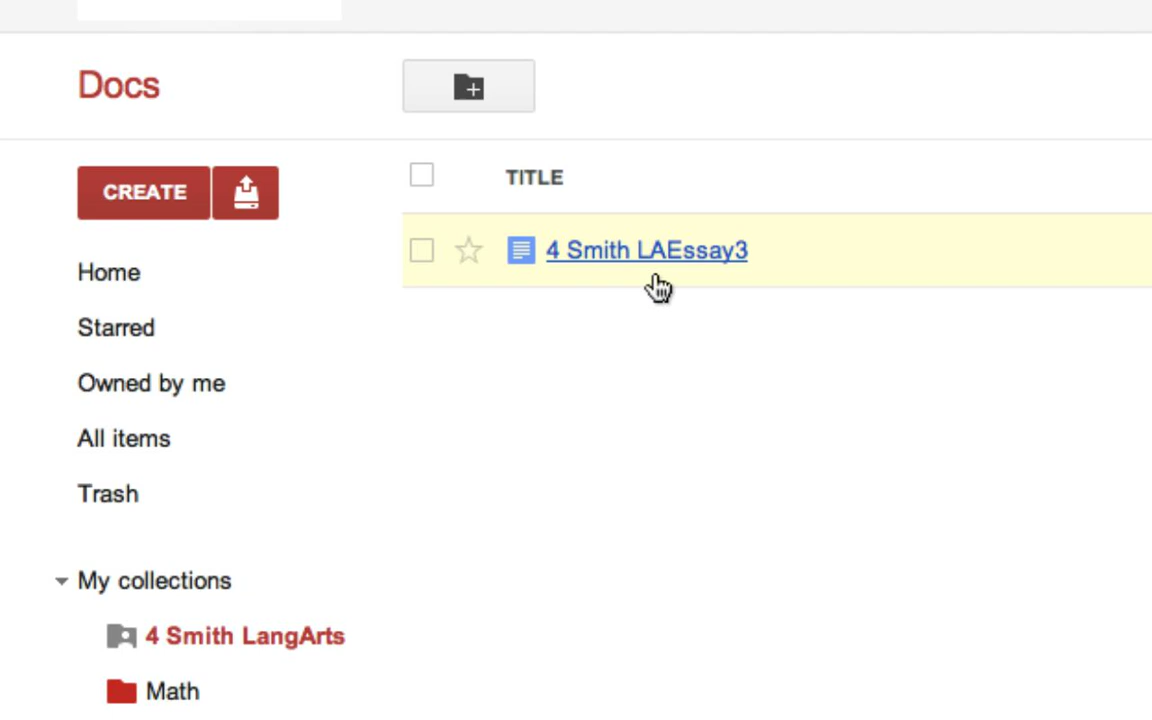 Docs
CREATE
TITLE
4 Smith LAEssay3
Home
Starred
Owned by me
All items
Trash
My collections
4 Smith LangArts
Math